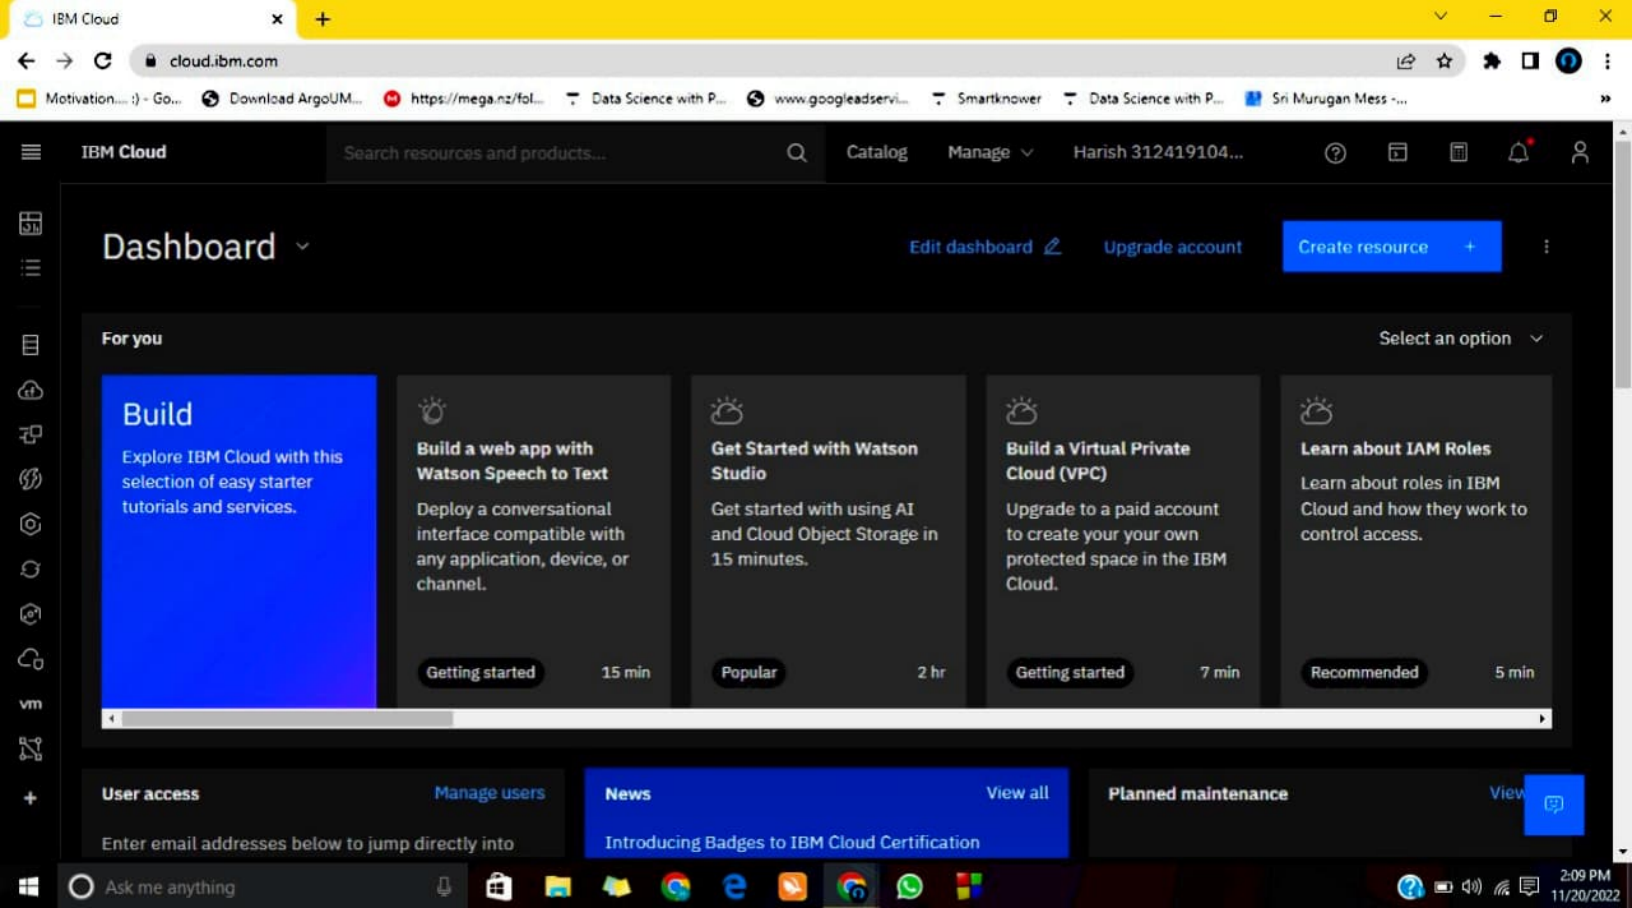 IBM Cloud
cloud.ibm.com
Motivation.... :) - Go...
Download ArgoUM...
https://mega.nz/fol...
Data Science with P...
www.googleadservi...
Smartknower
Data Science with P...
Sri Murugan Mess -...
IBM Cloud
Search resources and products...
Catalog
Manage
Harish 312419104...
Dashboard
Edit dashboard
Upgrade account
Create resource +
For you
Select an option
Build
Explore IBM Cloud with this
selection of easy starter
tutorials and services.
Build a web app with
Watson Speech to Text
Deploy a conversational
interface compatible with
any application, device, or
channel.
Getting started
15 min
Get Started with Watson
Studio
Get started with using AI
and Cloud Object Storage in
15 minutes.
Popular
2 hr
Build a Virtual Private
Cloud (VPC)
Upgrade to a paid account
to create your your own
protected space in the IBM
Cloud.
Getting started
7 min
Learn about IAM Roles
Learn about roles in IBM
Cloud and how they work to
control access.
Recommended
5 min
vm
User access
Manage users
Enter email addresses below to jump directly into
News
View all
Introducing Badges to IBM Cloud Certification
Planned maintenance
View
Ask me anything
2:09 PM
11/20/2022